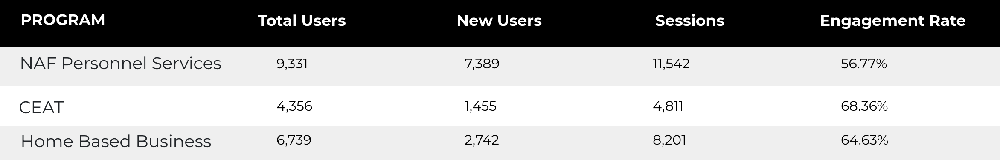 PROGRAM Total Users New Users Sessions Engagement Rate
NAF Personnel Services 9,331 7,389 11,542 56.77%
CEAT 4,356 1,455 4,811 68.36%
Home Based Business 6,739 2,742 8,201 64.63%